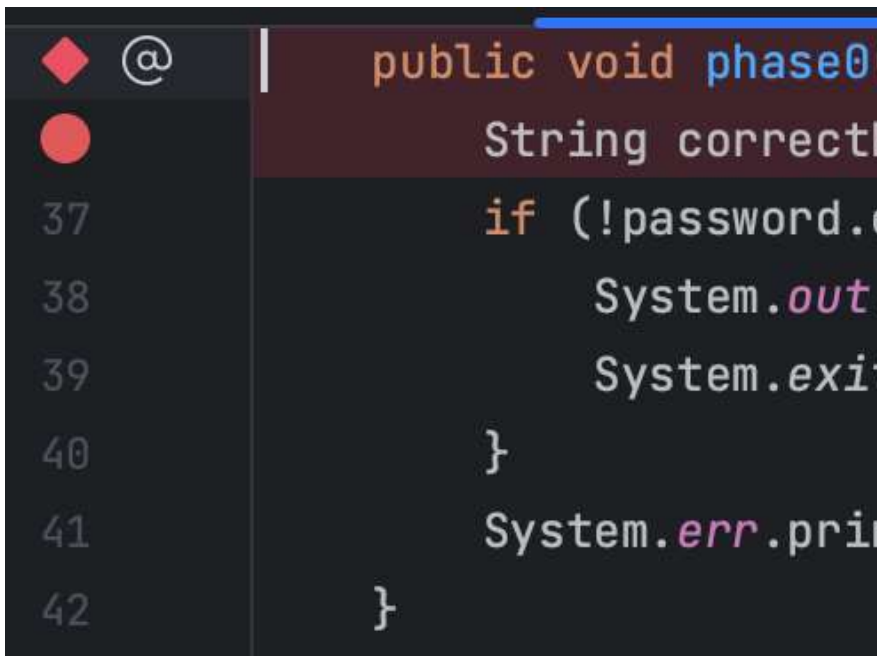 @ public void phase0
String correct
37 if (!password.
38 System.out
39 System.exi
40 }
41 System.err.pri
42 }